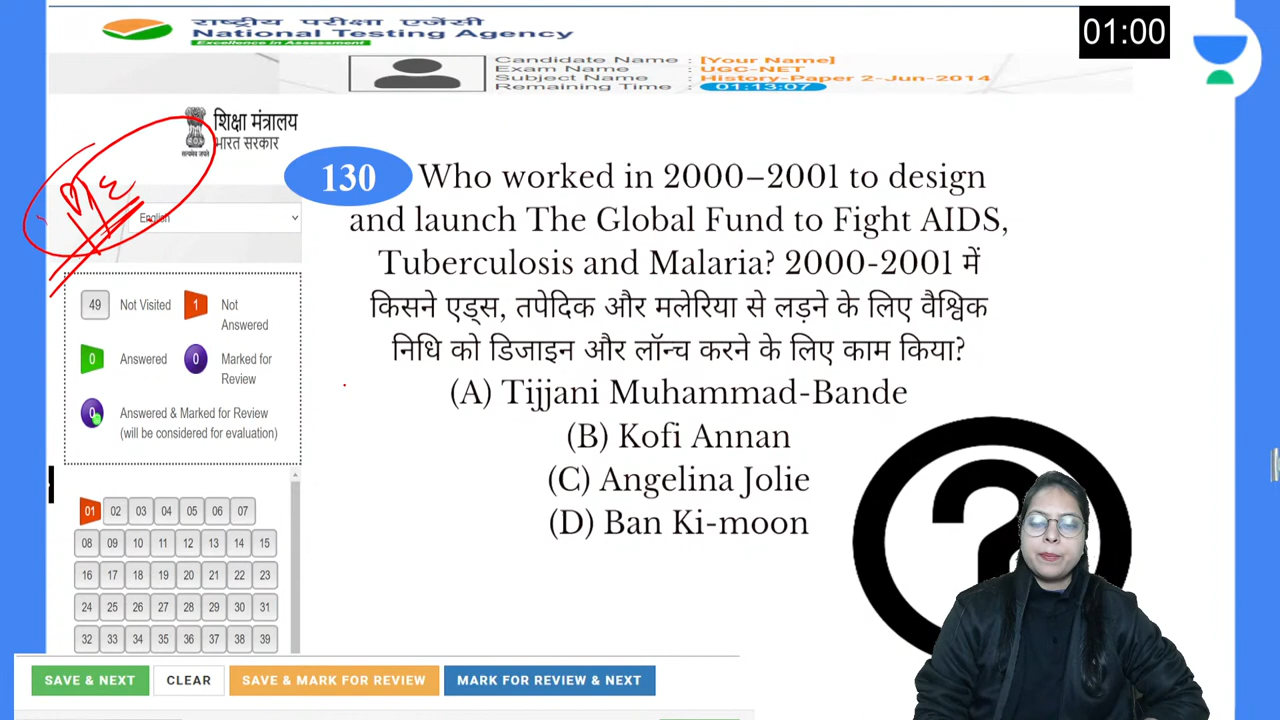 राष्ट्रीय परीक्षा एजेंसी
National Testing Agency
Excellence in Assessment
01:00
Candidate Name : [Your Name]
Exam Name : UGC-NET
Subject Name : History-Paper 2-Jun-2014
Remaining Time : 01:13:07
शिक्षा मंत्रालय
भारत सरकार
English
130 Who worked in 2000–2001 to design
and launch The Global Fund to Fight AIDS,
Tuberculosis and Malaria? 2000-2001 में
किसने एड्स, तपेदिक और मलेरिया से लड़ने के लिए वैश्विक
निधि को डिजाइन और लॉन्च करने के लिए काम किया?
(A) Tijjani Muhammad-Bande
(B) Kofi Annan
(C) Angelina Jolie
(D) Ban Ki-moon
49 Not Visited 1 Not
Answered
0 Answered 0 Marked for
Review
0 Answered & Marked for Review
(will be considered for evaluation)
01 02 03 04 05 06 07
08 09 10 11 12 13 14 15
16 17 18 19 20 21 22 23
24 25 26 27 28 29 30 31
32 33 34 35 36 37 38 39
SAVE & NEXT CLEAR SAVE & MARK FOR REVIEW MARK FOR REVIEW & NEXT